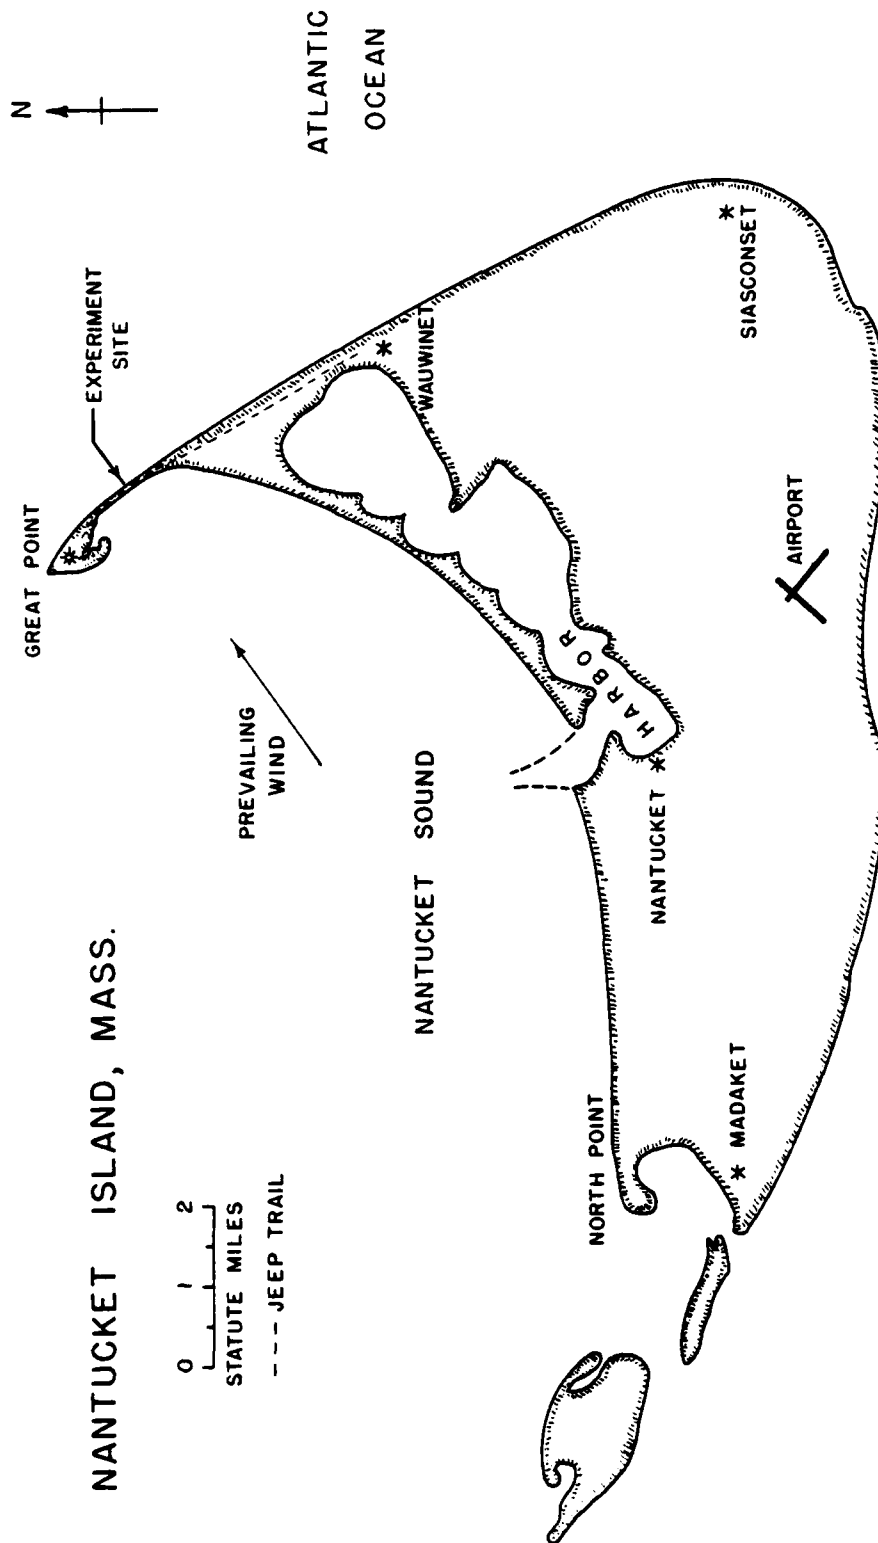 NANTUCKET ISLAND, MASS.
0 1 2
STATUTE MILES
--- JEEP TRAIL
N
ATLANTIC
OCEAN
EXPERIMENT
SITE
GREAT POINT
PREVAILING
WIND
NANTUCKET SOUND
WAUWINET
HARBOR
NANTUCKET
NORTH POINT
MADAKET
SIASCONSET
AIRPORT